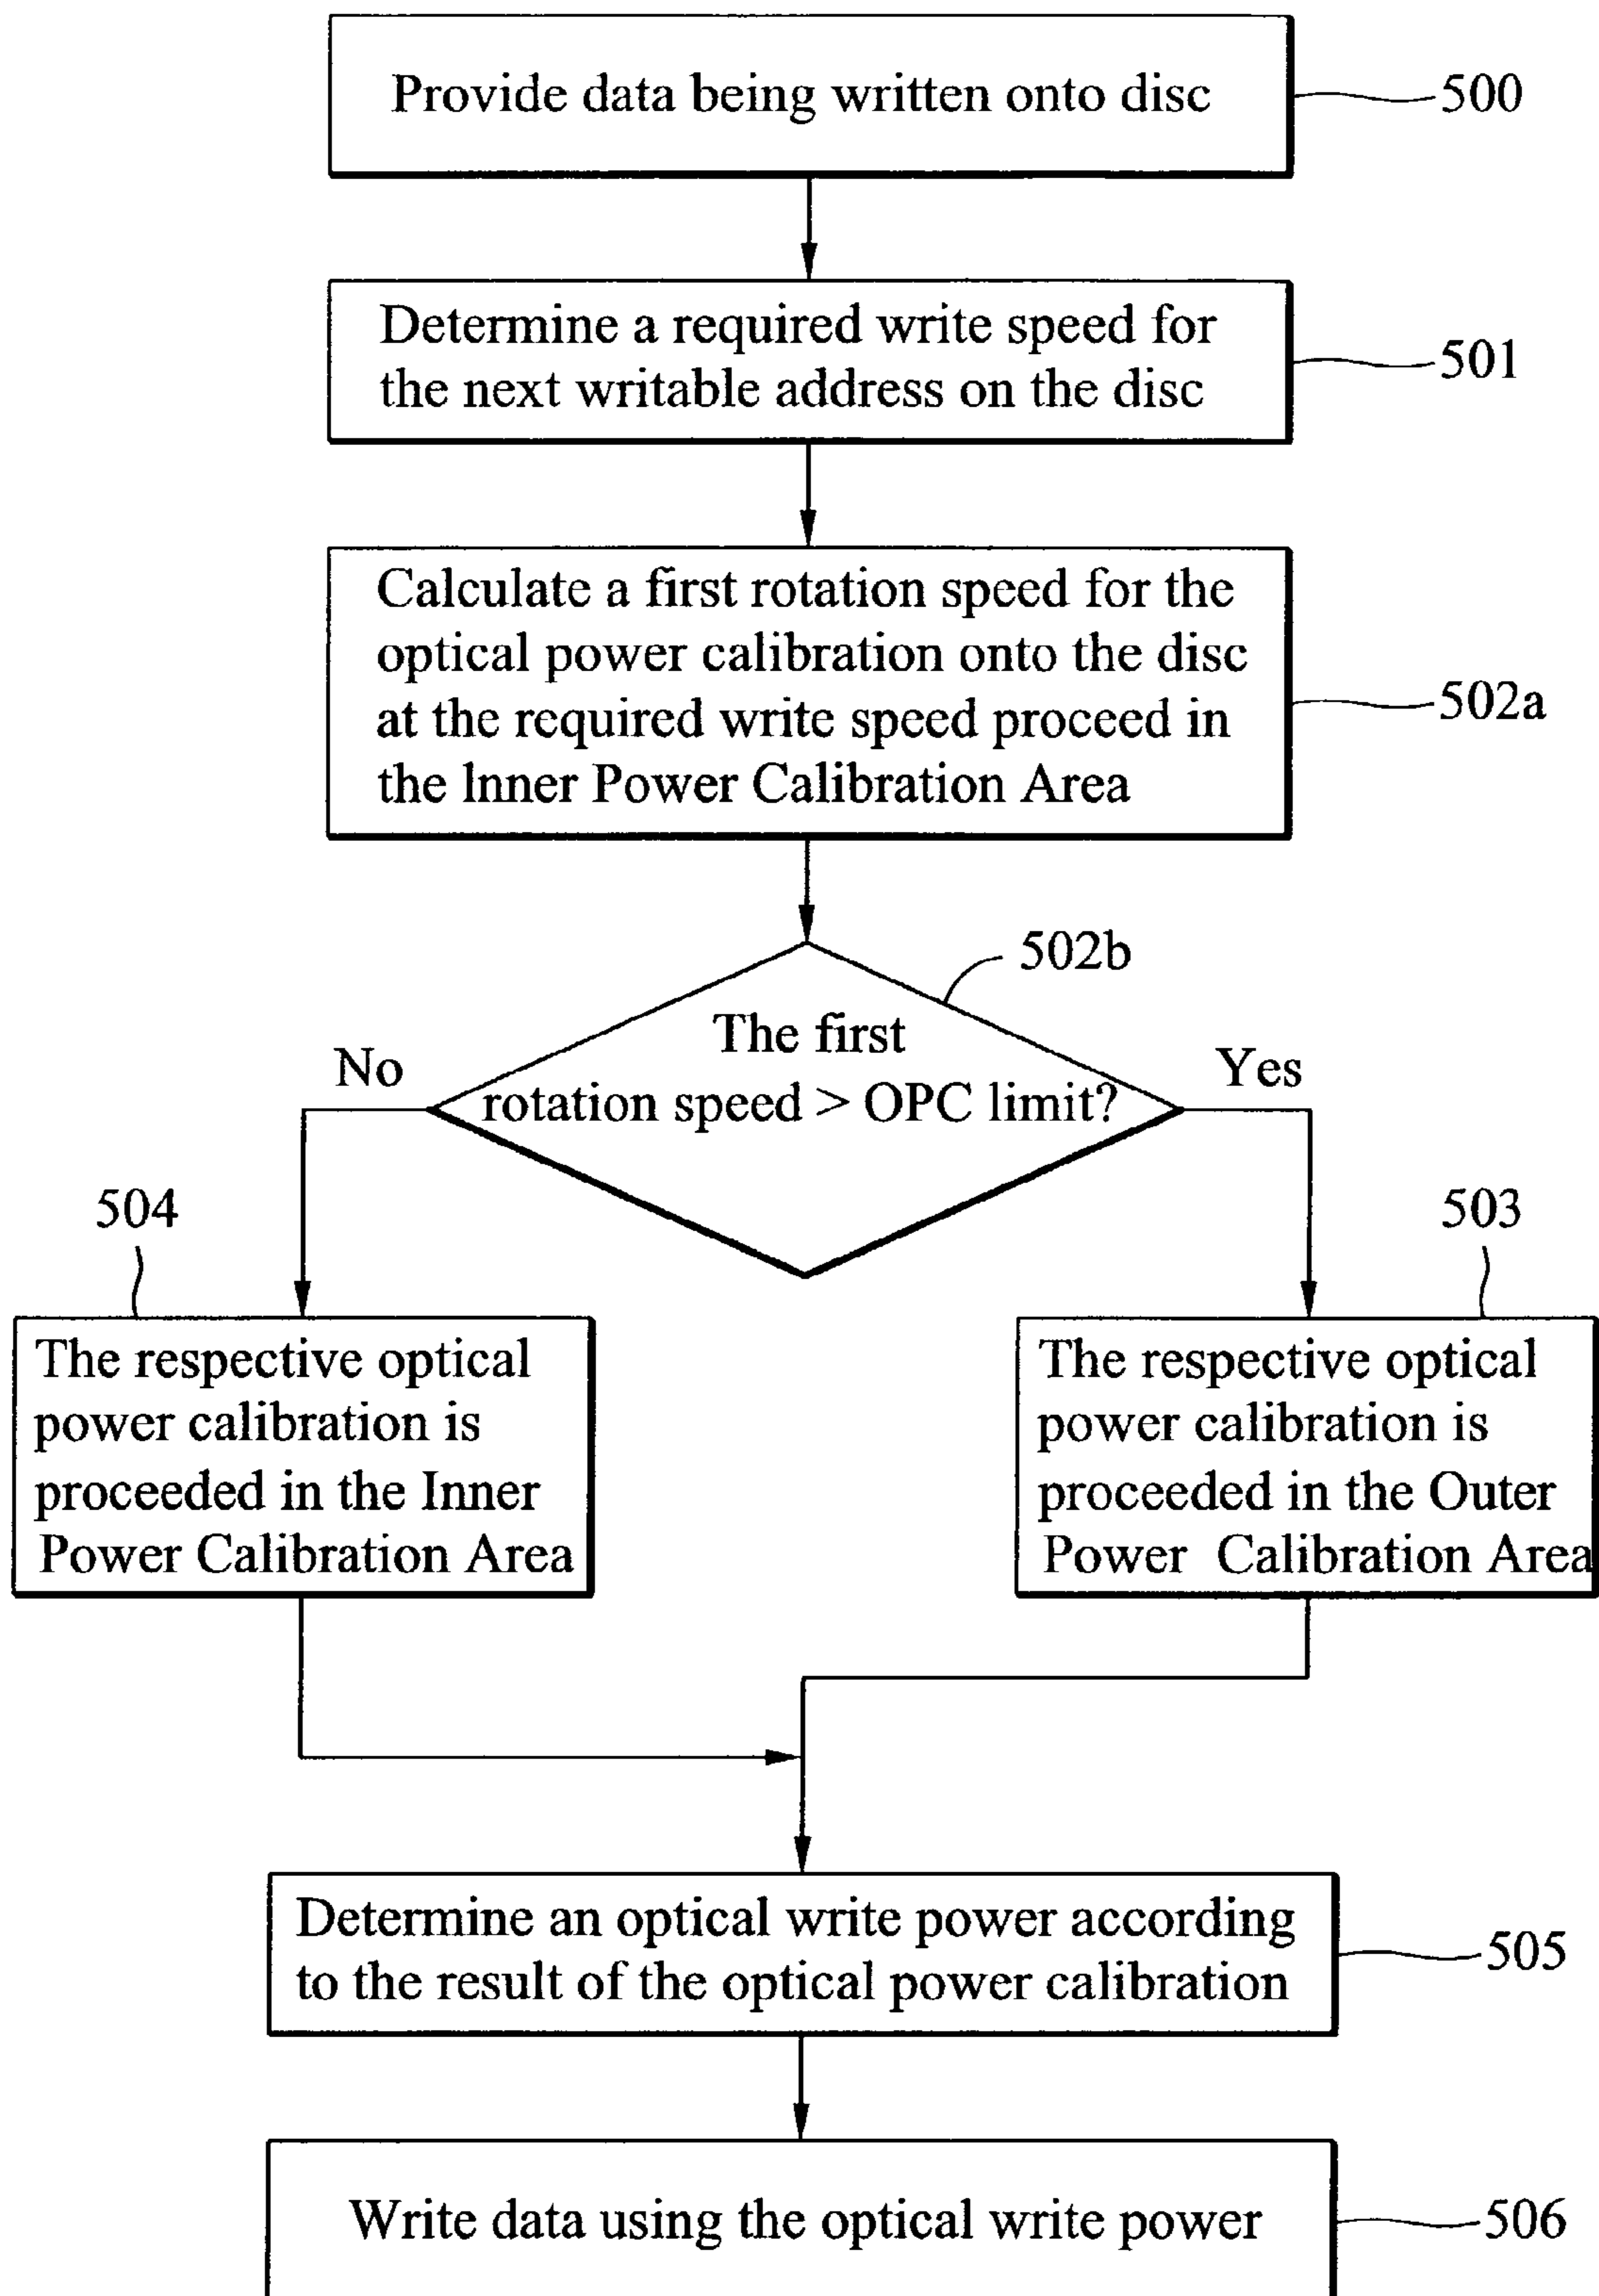 Provide data being written onto disc
500
Determine a required write speed for
the next writable address on the disc
501
Calculate a first rotation speed for the
optical power calibration onto the disc
at the required write speed proceed in
the Inner Power Calibration Area
502a
502b
The first
rotation speed > OPC limit?
No
Yes
504
503
The respective optical
power calibration is
proceeded in the Inner
Power Calibration Area
The respective optical
power calibration is
proceeded in the Outer
Power Calibration Area
Determine an optical write power according
to the result of the optical power calibration
505
Write data using the optical write power
506